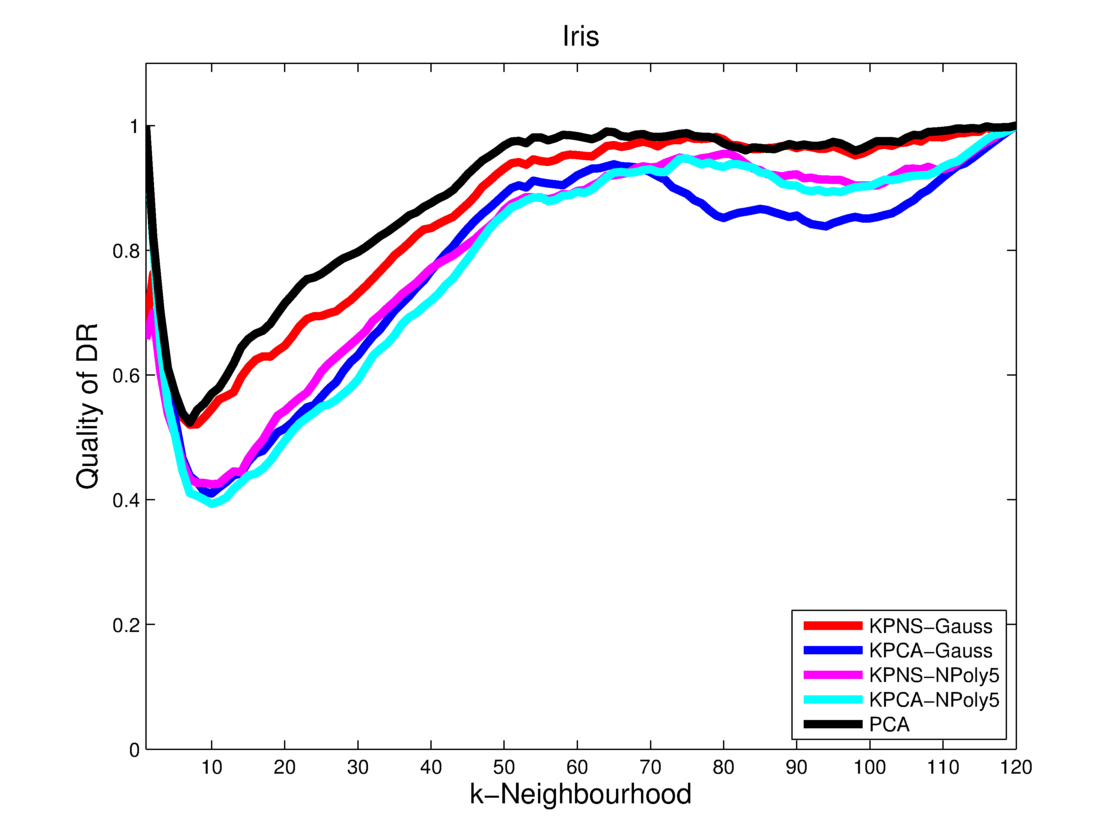 Iris
Quality of DR
1
0.8
0.6
0.4
0.2
0
10 20 30 40 50 60 70 80 90 100 110 120
k−Neighbourhood
KPNS−Gauss
KPCA−Gauss
KPNS−NPoly5
KPCA−NPoly5
PCA